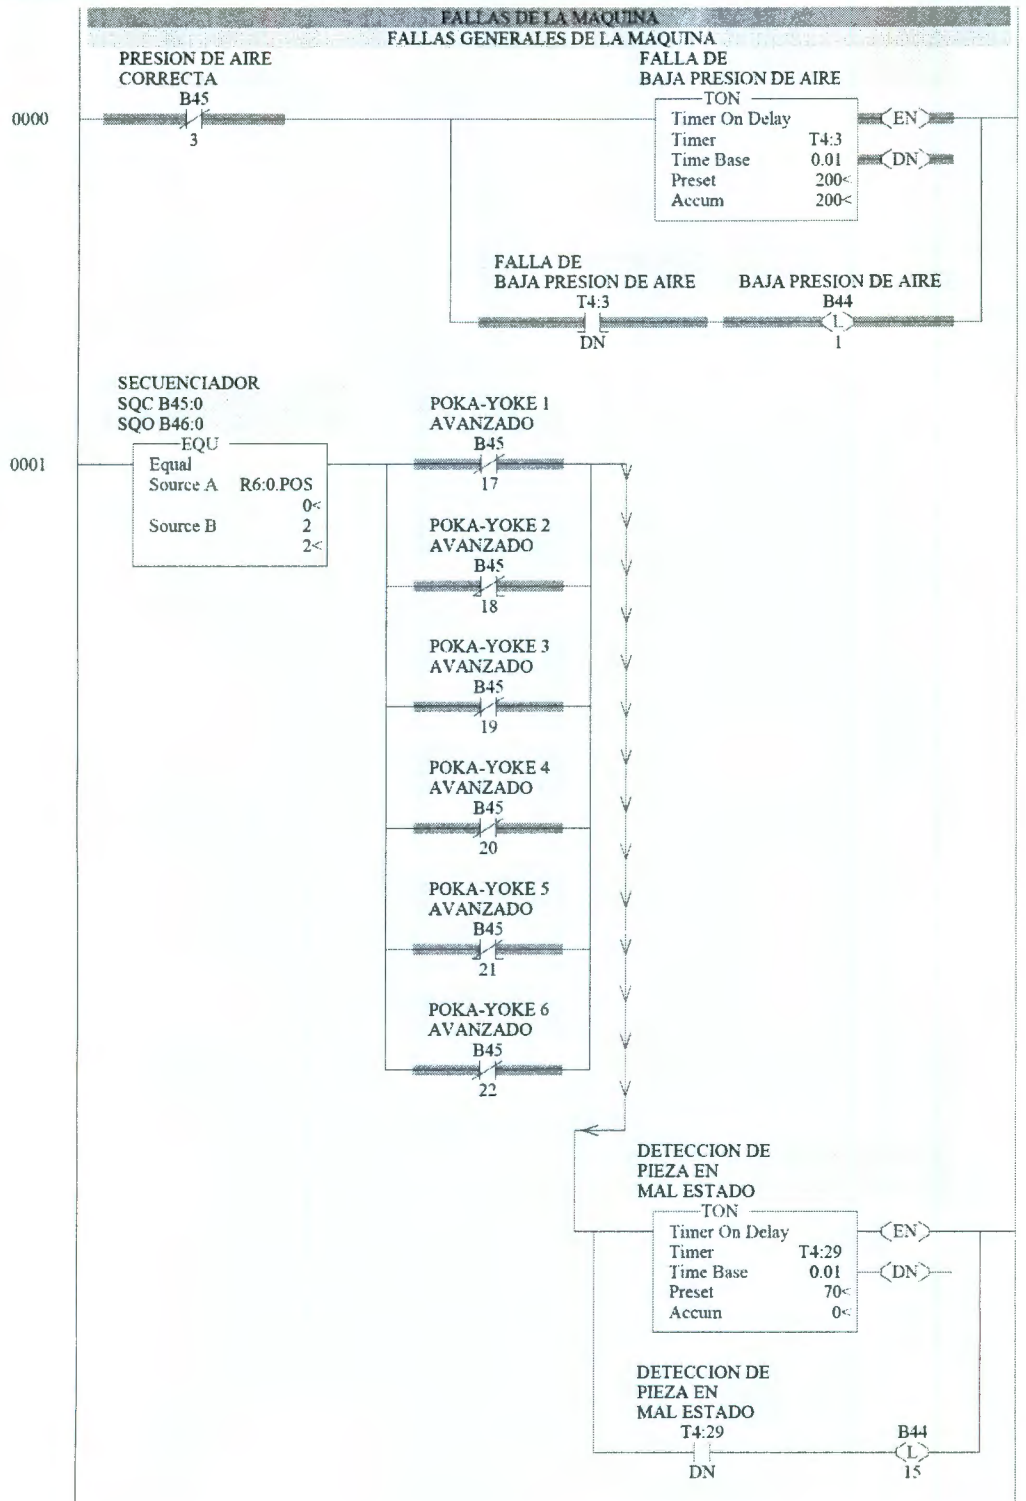 FALLAS DE LA MAQUINA
FALLAS GENERALES DE LA MAQUINA
PRESION DE AIRE
CORRECTA
B45
3
FALLA DE
BAJA PRESION DE AIRE
TON
Timer On Delay
Timer T4:3
Time Base 0.01
Preset 200<
Accum 200<
EN
DN
0000
FALLA DE
BAJA PRESION DE AIRE
T4:3
DN
BAJA PRESION DE AIRE
B44
L
1
SECUENCIADOR
SQC B45:0
SQO B46:0
EQU
Equal
Source A R6:0.POS
0<
Source B 2
2<
0001
POKA-YOKE 1
AVANZADO
B45
17
POKA-YOKE 2
AVANZADO
B45
18
POKA-YOKE 3
AVANZADO
B45
19
POKA-YOKE 4
AVANZADO
B45
20
POKA-YOKE 5
AVANZADO
B45
21
POKA-YOKE 6
AVANZADO
B45
22
DETECCION DE
PIEZA EN
MAL ESTADO
TON
Timer On Delay
Timer T4:29
Time Base 0.01
Preset 70<
Accum 0<
EN
DN
DETECCION DE
PIEZA EN
MAL ESTADO
T4:29
DN
B44
L
15